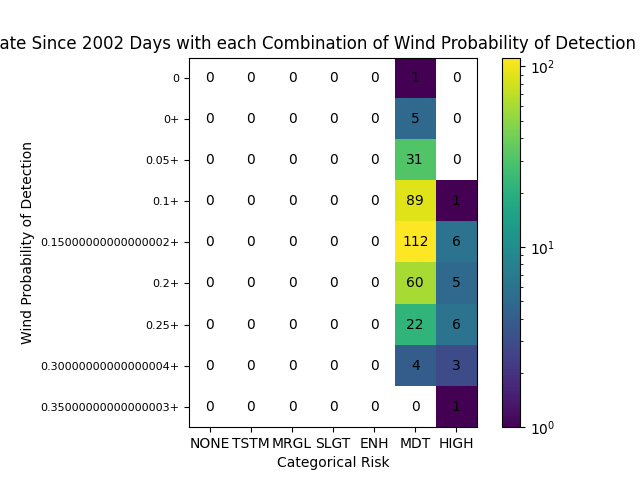 ate Since 2002 Days with each Combination of Wind Probability of Detection
Wind Probability of Detection
0 0 0 0 0 0 1 0
0+ 0 0 0 0 0 5 0
0.05+ 0 0 0 0 0 31 0
0.1+ 0 0 0 0 0 89 1
0.15000000000000002+ 0 0 0 0 0 112 6
0.2+ 0 0 0 0 0 60 5
0.25+ 0 0 0 0 0 22 6
0.30000000000000004+ 0 0 0 0 0 4 3
0.35000000000000003+ 0 0 0 0 0 0 1
NONE TSTM MRGL SLGT ENH MDT HIGH
Categorical Risk
10²
10¹
10⁰